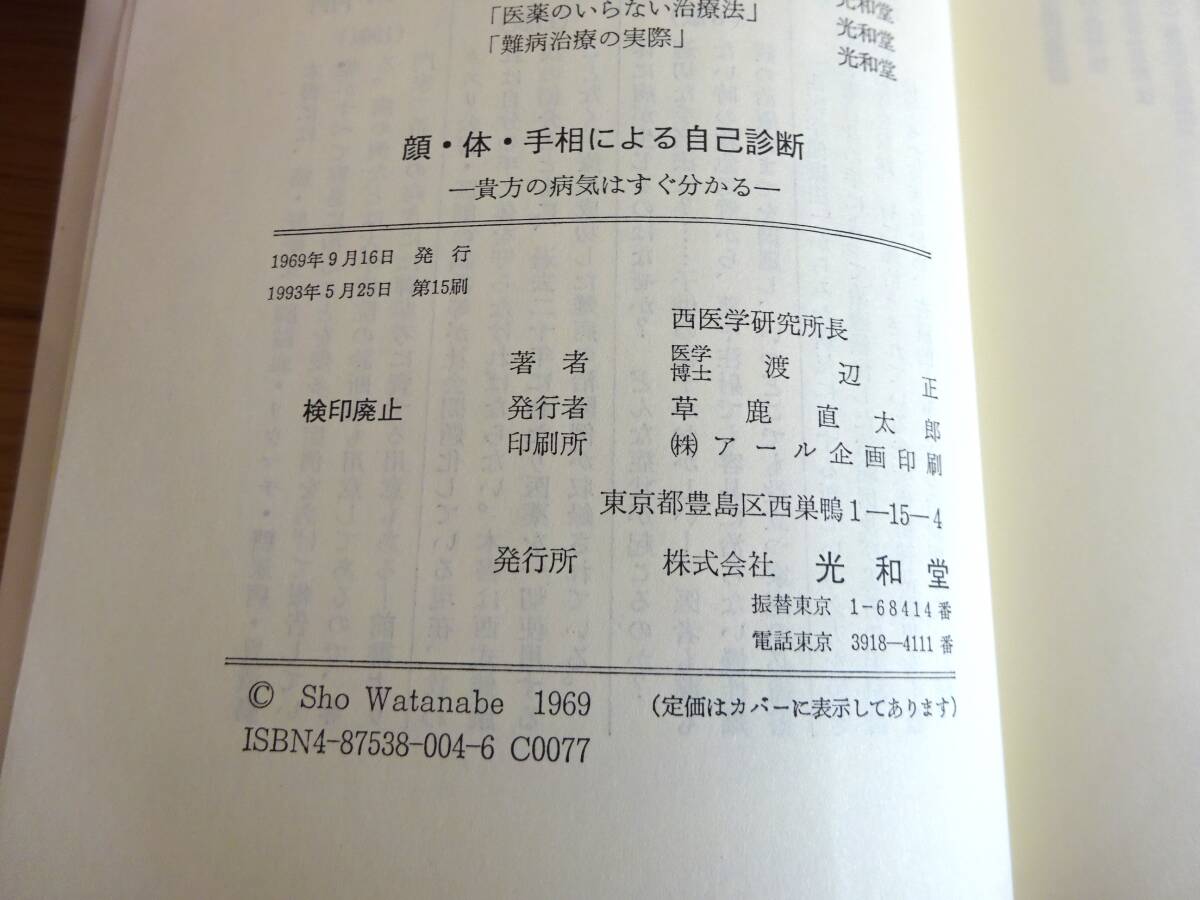 「医薬のいらない治療法」 光和堂
「難病治療の実際」 光和堂
光和堂
顔・体・手相による自己診断
―貴方の病気はすぐ分かる―
1969年9月16日 発行
1993年5月25日 第15刷
西医学研究所長
著者 医学博士 渡辺正
検印廃止 発行者 草鹿直太郎
印刷所 ㈱アール企画印刷
東京都豊島区西巣鴨1―15―4
発行所 株式会社 光和堂
振替東京 1-68414番
電話東京 3918―4111番
© Sho Watanabe 1969 (定価はカバーに表示してあります)
ISBN4-87538-004-6 C0077